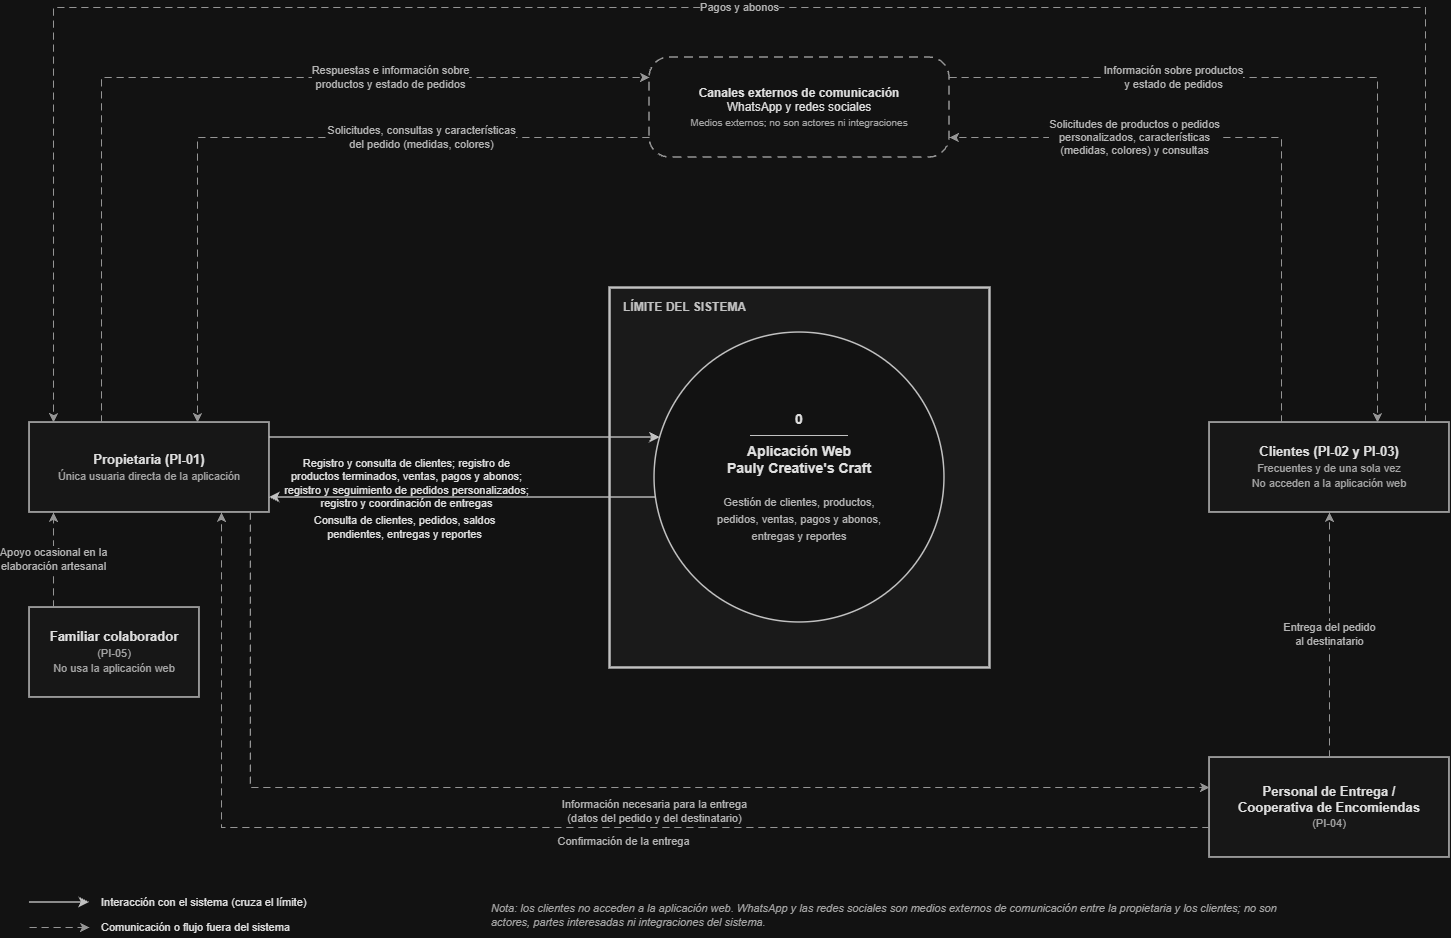 Pagos y abonos
Respuestas e información sobre
productos y estado de pedidos
Canales externos de comunicación
WhatsApp y redes sociales
Medios externos; no son actores ni integraciones
Información sobre productos
y estado de pedidos
Solicitudes, consultas y características
del pedido (medidas, colores)
Solicitudes de productos o pedidos
personalizados, características
(medidas, colores) y consultas
LÍMITE DEL SISTEMA
0
Aplicación Web
Pauly Creative's Craft
Gestión de clientes, productos,
pedidos, ventas, pagos y abonos,
entregas y reportes
Propietaria (PI-01)
Única usuaria directa de la aplicación
Registro y consulta de clientes; registro de
productos terminados, ventas, pagos y abonos;
registro y seguimiento de pedidos personalizados;
registro y coordinación de entregas
Consulta de clientes, pedidos, saldos
pendientes, entregas y reportes
Clientes (PI-02 y PI-03)
Frecuentes y de una sola vez
No acceden a la aplicación web
Apoyo ocasional en la
elaboración artesanal
Familiar colaborador
(PI-05)
No usa la aplicación web
Entrega del pedido
al destinatario
Personal de Entrega /
Cooperativa de Encomiendas
(PI-04)
Información necesaria para la entrega
(datos del pedido y del destinatario)
Confirmación de la entrega
Interacción con el sistema (cruza el límite)
Comunicación o flujo fuera del sistema
Nota: los clientes no acceden a la aplicación web. WhatsApp y las redes sociales son medios externos de comunicación entre la propietaria y los clientes; no son
actores, partes interesadas ni integraciones del sistema.